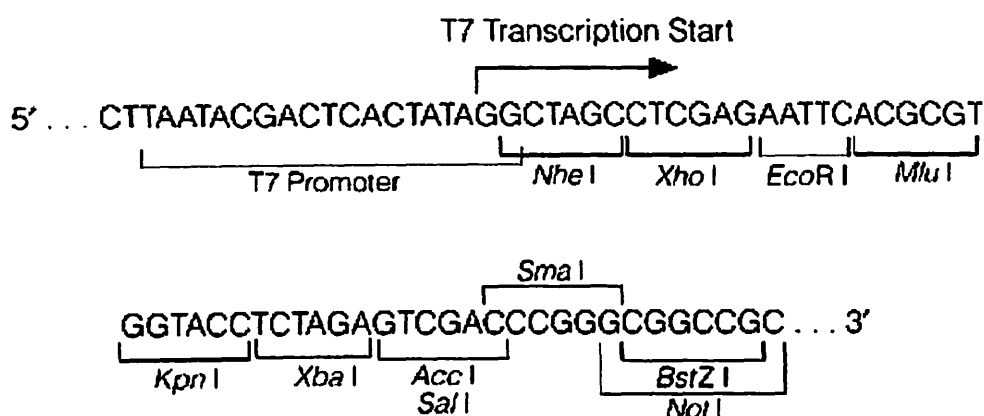 T7 Transcription Start
5′ ... CTTAATACGACTCACTATAGGCTAGCCTCGAGAATTCACGCGT
T7 Promoter Nhe I Xho I EcoR I Mlu I
Sma I
GGTACCTCTAGAGTCGACCCGGGCGGCCGC ... 3′
Kpn I Xba I Acc I BstZ I
Sal I Not I